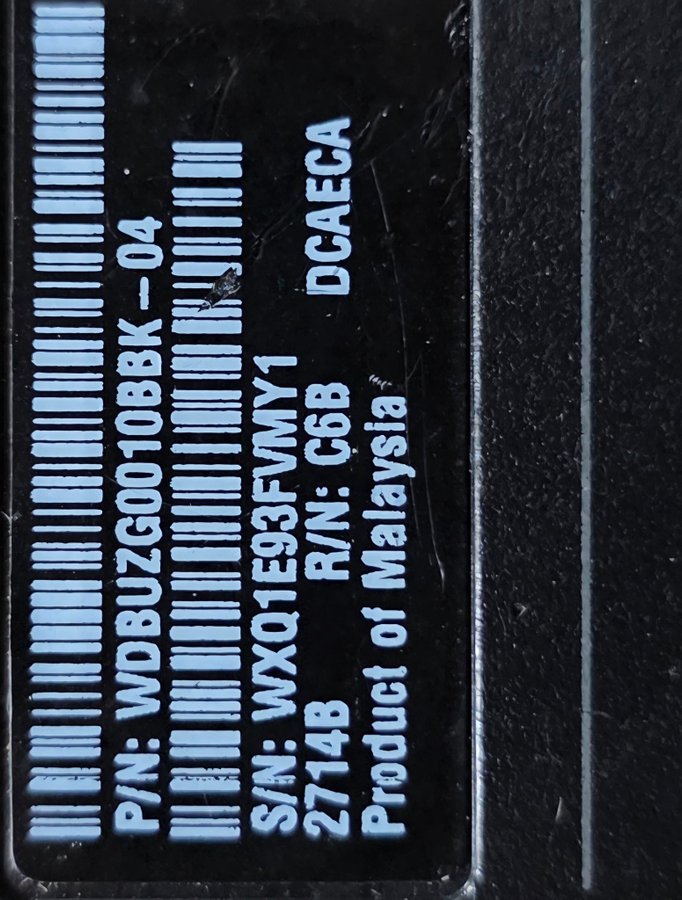 P/N: WDBUZG0010BBK-04
S/N: WXQ1E93FVMY1
2714B R/N: C6B DCAECA
Product of Malaysia